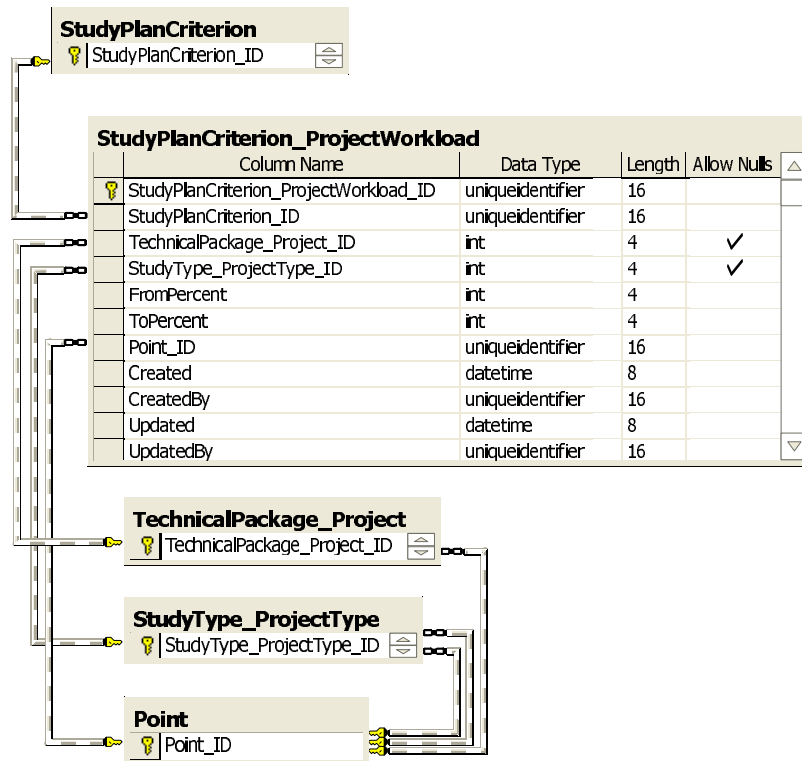 StudyPlanCriterion
StudyPlanCriterion_ID
StudyPlanCriterion_ProjectWorkload
Column Name Data Type Length Allow Nulls
StudyPlanCriterion_ProjectWorkload_ID uniqueidentifier 16
StudyPlanCriterion_ID uniqueidentifier 16
TechnicalPackage_Project_ID int 4
StudyType_ProjectType_ID int 4
FromPercent int 4
ToPercent int 4
Point_ID uniqueidentifier 16
Created datetime 8
CreatedBy uniqueidentifier 16
Updated datetime 8
UpdatedBy uniqueidentifier 16
TechnicalPackage_Project
TechnicalPackage_Project_ID
StudyType_ProjectType
StudyType_ProjectType_ID
Point
Point_ID